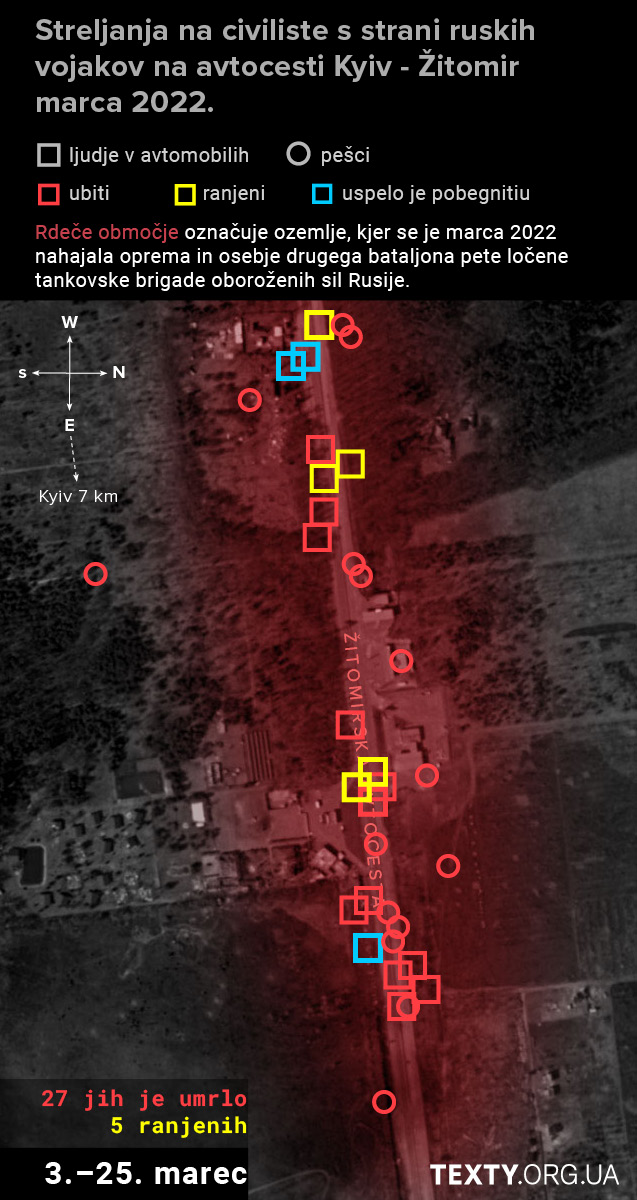 Streljanja na civiliste s strani ruskih
vojakov na avtocesti Kyiv - Žitomir
marca 2022.
ljudje v avtomobilih
pešci
ubiti
ranjeni
uspelo je pobegnitiu
Rdeče območje označuje ozemlje, kjer se je marca 2022
nahajala oprema in osebje drugega bataljona pete ločene
tankovske brigade oboroženih sil Rusije.
W
s
N
E
Kyiv 7 km
27 jih je umrlo
5 ranjenih
3.–25. marec
TEXTY.ORG.UA